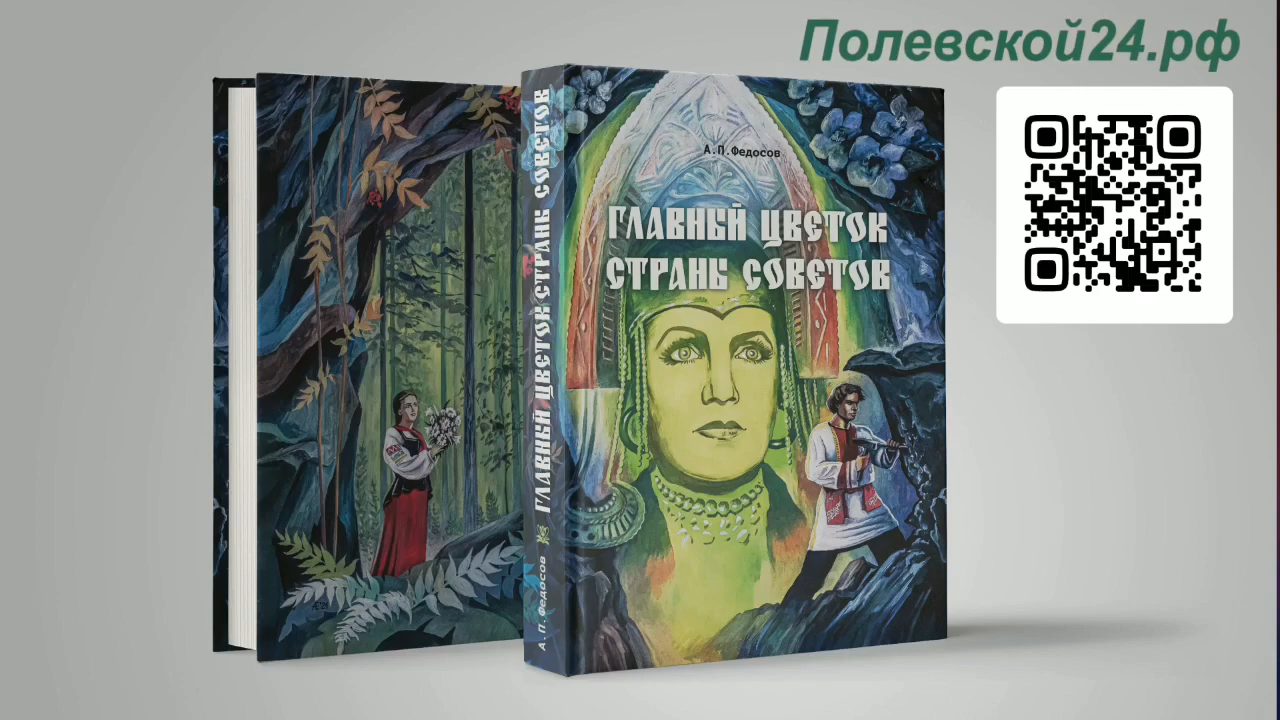 Полевской24.рф
А.П.Федосов
ГЛАВНЫЙ ЦВЕТОК
СТРАНЫ СОВЕТОВ
А.П.Федосов ГЛАВНЫЙ ЦВЕТОК СТРАНЫ СОВЕТОВ